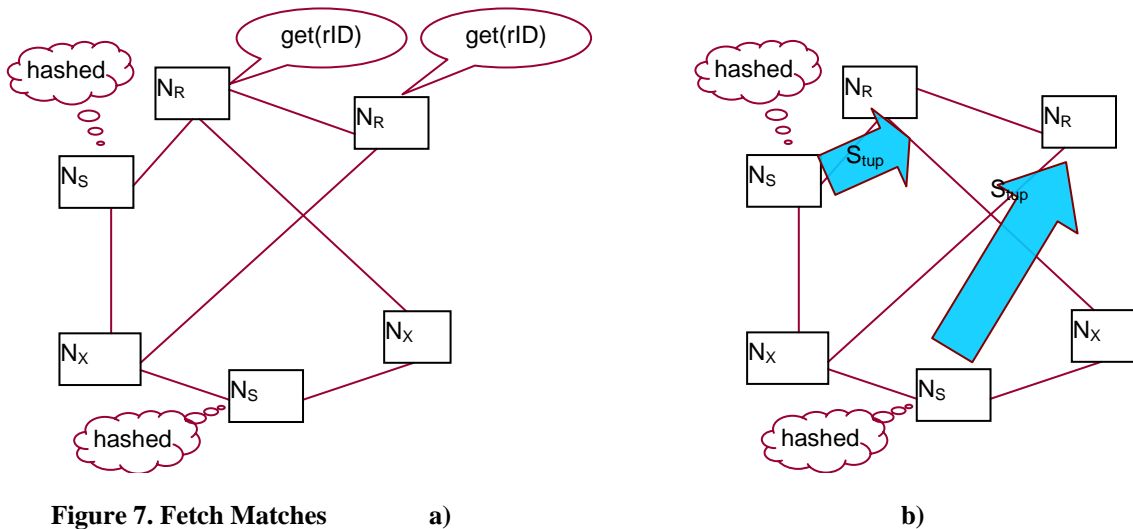 get(rID)
get(rID)
hashed
NR
NR
NS
NX
NX
NS
hashed
hashed
NR
NR
Stup
NS
Stup
NX
NX
NS
hashed
Figure 7. Fetch Matches a) b)